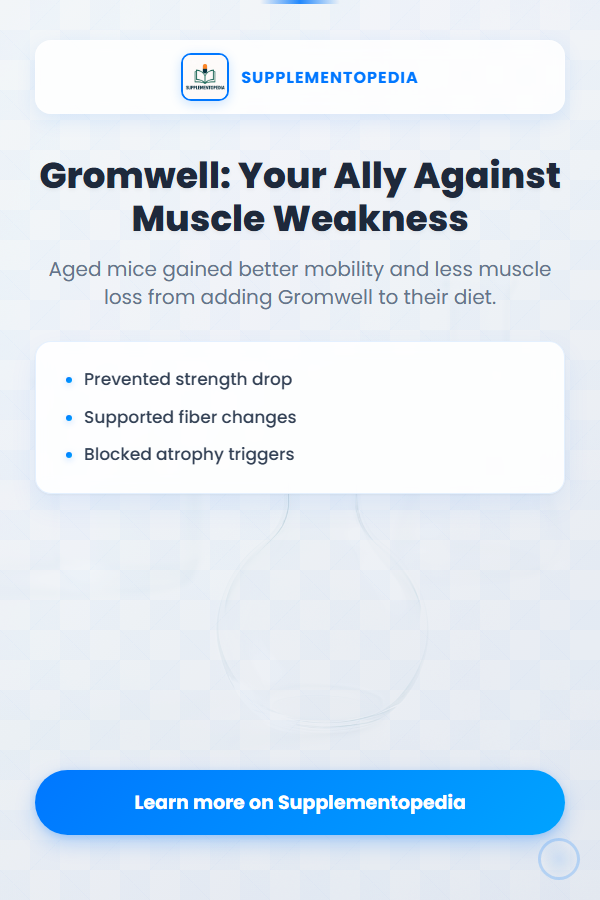 SUPPLEMENTOPEDIA
SUPPLEMENTOPEDIA
Gromwell: Your Ally Against
Muscle Weakness
Aged mice gained better mobility and less muscle
loss from adding Gromwell to their diet.
Prevented strength drop
Supported fiber changes
Blocked atrophy triggers
Learn more on Supplementopedia